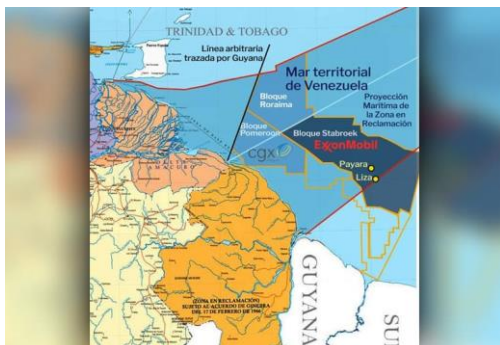 TRINIDAD & TOBAGO
Línea arbitraria
trazada por Guyana
Mar territorial
de Venezuela
Bloque
Roraima
Proyección
Marítima de
la Zona en
Reclamación
Bloque
Pomeroon
cgx
Bloque Stabroek
ExxonMobil
Payara
Liza
AMACURO
(ZONA EN RECLAMACIÓN)
SUJETO AL ACUERDO DE GINEBRA
DEL 17 DE FEBRERO DE 1966
GUYANA
SU